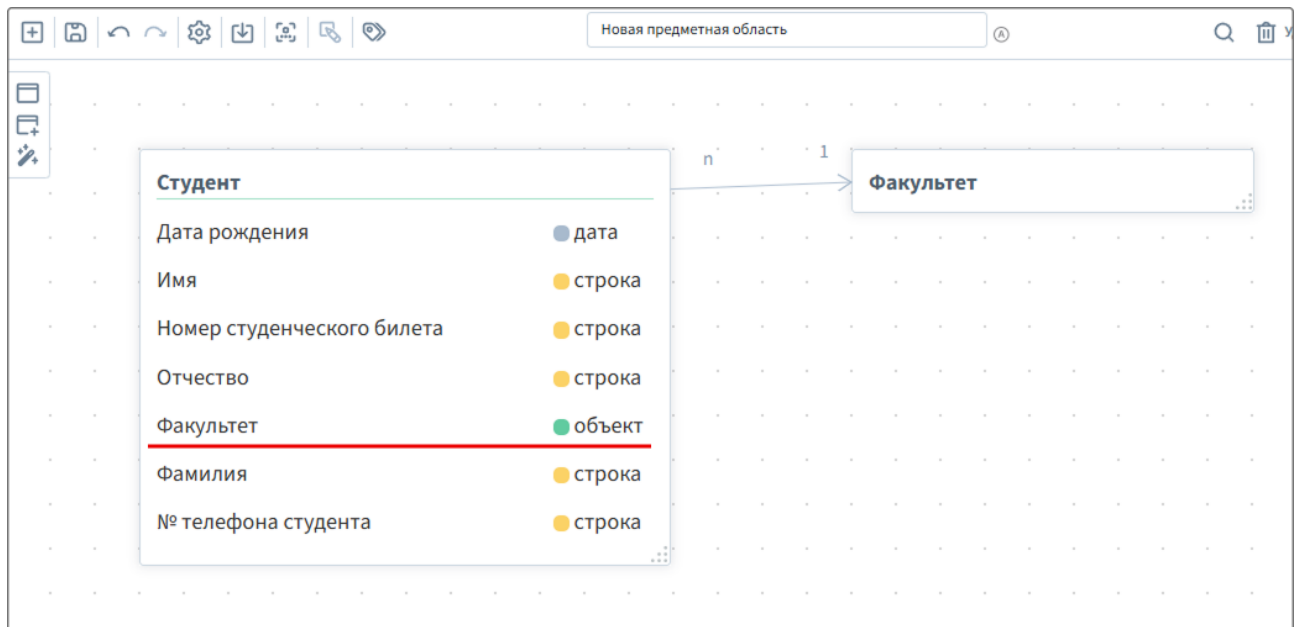 Новая предметная область
A
n
1
Студент
Факультет
Дата рождения дата
Имя строка
Номер студенческого билета строка
Отчество строка
Факультет объект
Фамилия строка
№ телефона студента строка